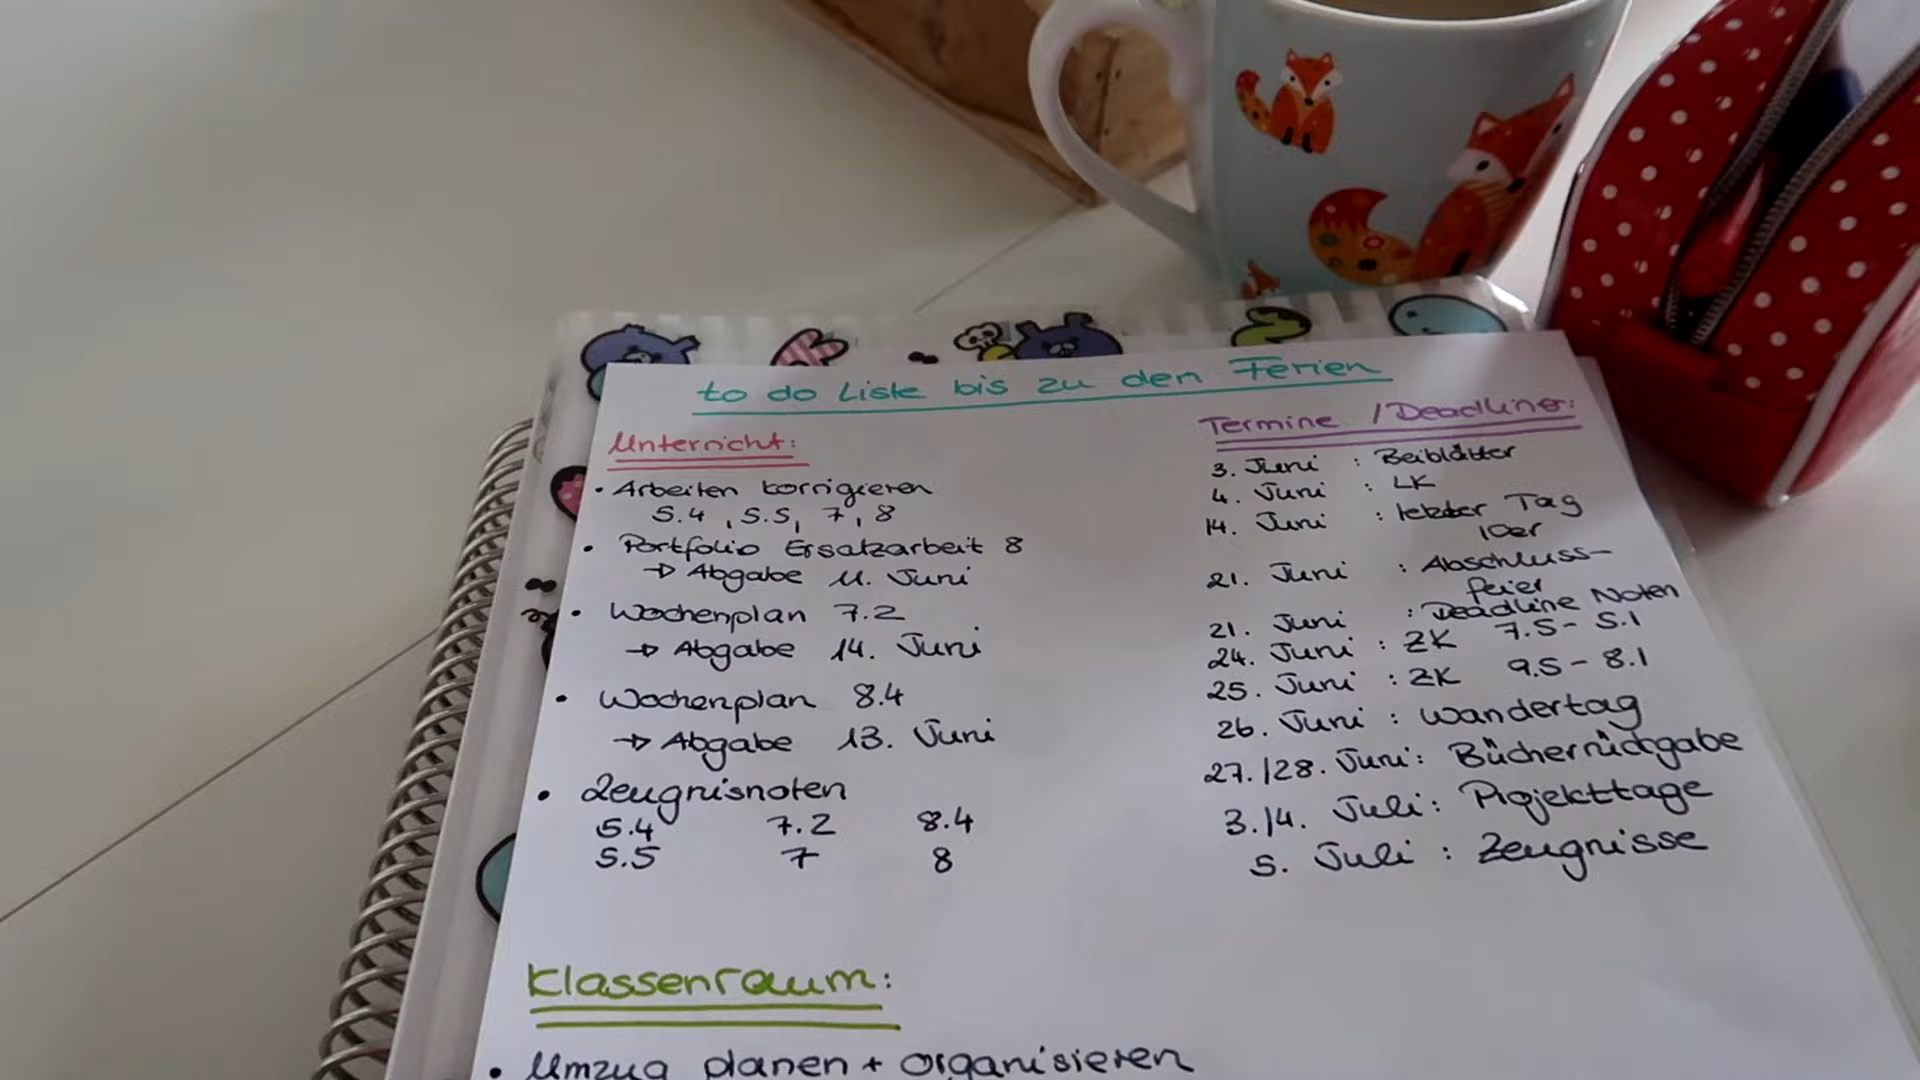 to do Liste bis zu den Ferien
Unterricht:
• Arbeiten korrigieren
5.4, 5.5, 7, 8
• Portfolio Ersatzarbeit 8
→ Abgabe 11. Juni
• Wochenplan 7.2
→ Abgabe 14. Juni
• Wochenplan 8.4
→ Abgabe 13. Juni
• Zeugnisnoten
5.4 7.2 8.4
5.5 7 8
Termine / Deadlines:
3. Juni : Beiblätter
4. Juni : LK
14. Juni : letzter Tag
10er
21. Juni : Abschluss-
feier
21. Juni : Deadline Noten
24. Juni : ZK 7.5 - 5.1
25. Juni : ZK 9.5 - 8.1
26. Juni : Wandertag
27./28. Juni: Bücherrückgabe
3./4. Juli: Projekttage
5. Juli : Zeugnisse
Klassenraum:
• Umzug planen + organisieren